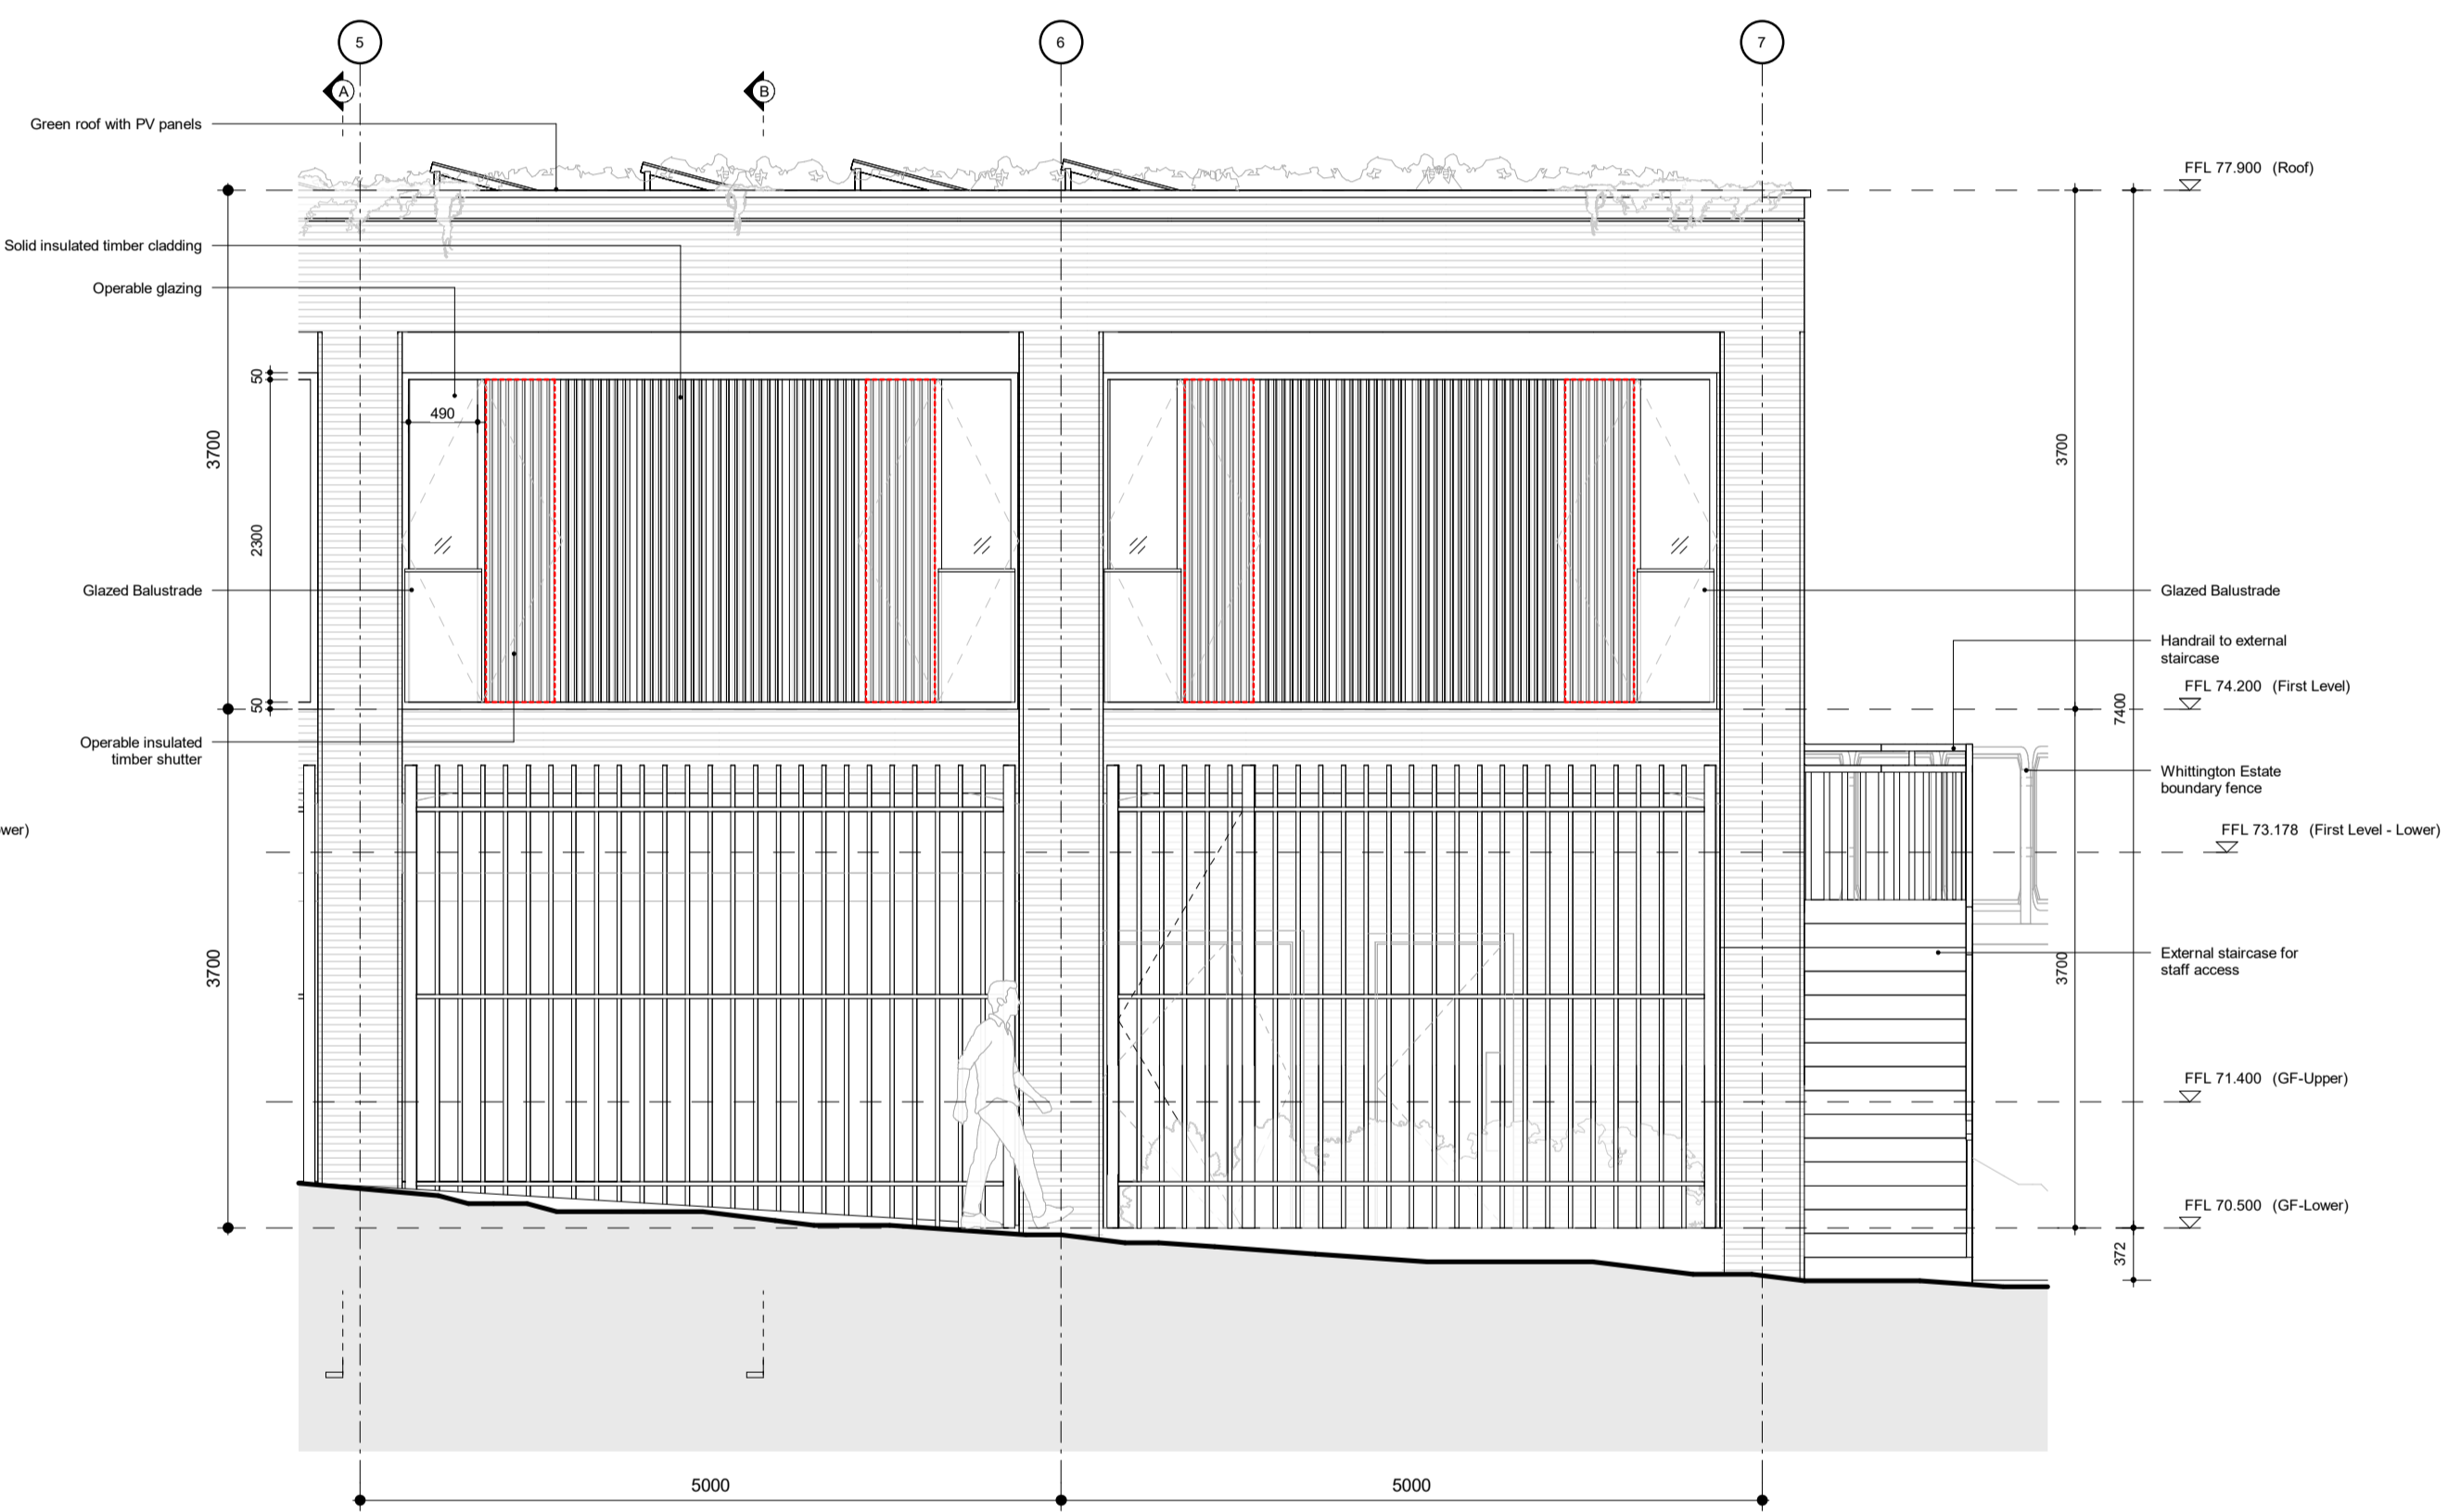 5
6
7
A
B
Green roof with PV panels
FFL 77.900 (Roof)
Solid insulated timber cladding
Operable glazing
50
490
3700
3700
2300
Glazed Balustrade
Glazed Balustrade
Handrail to external
staircase
FFL 74.200 (First Level)
50
7400
Operable insulated
timber shutter
Whittington Estate
boundary fence
wer)
FFL 73.178 (First Level - Lower)
3700
3700
External staircase for
staff access
FFL 71.400 (GF-Upper)
FFL 70.500 (GF-Lower)
372
5000
5000